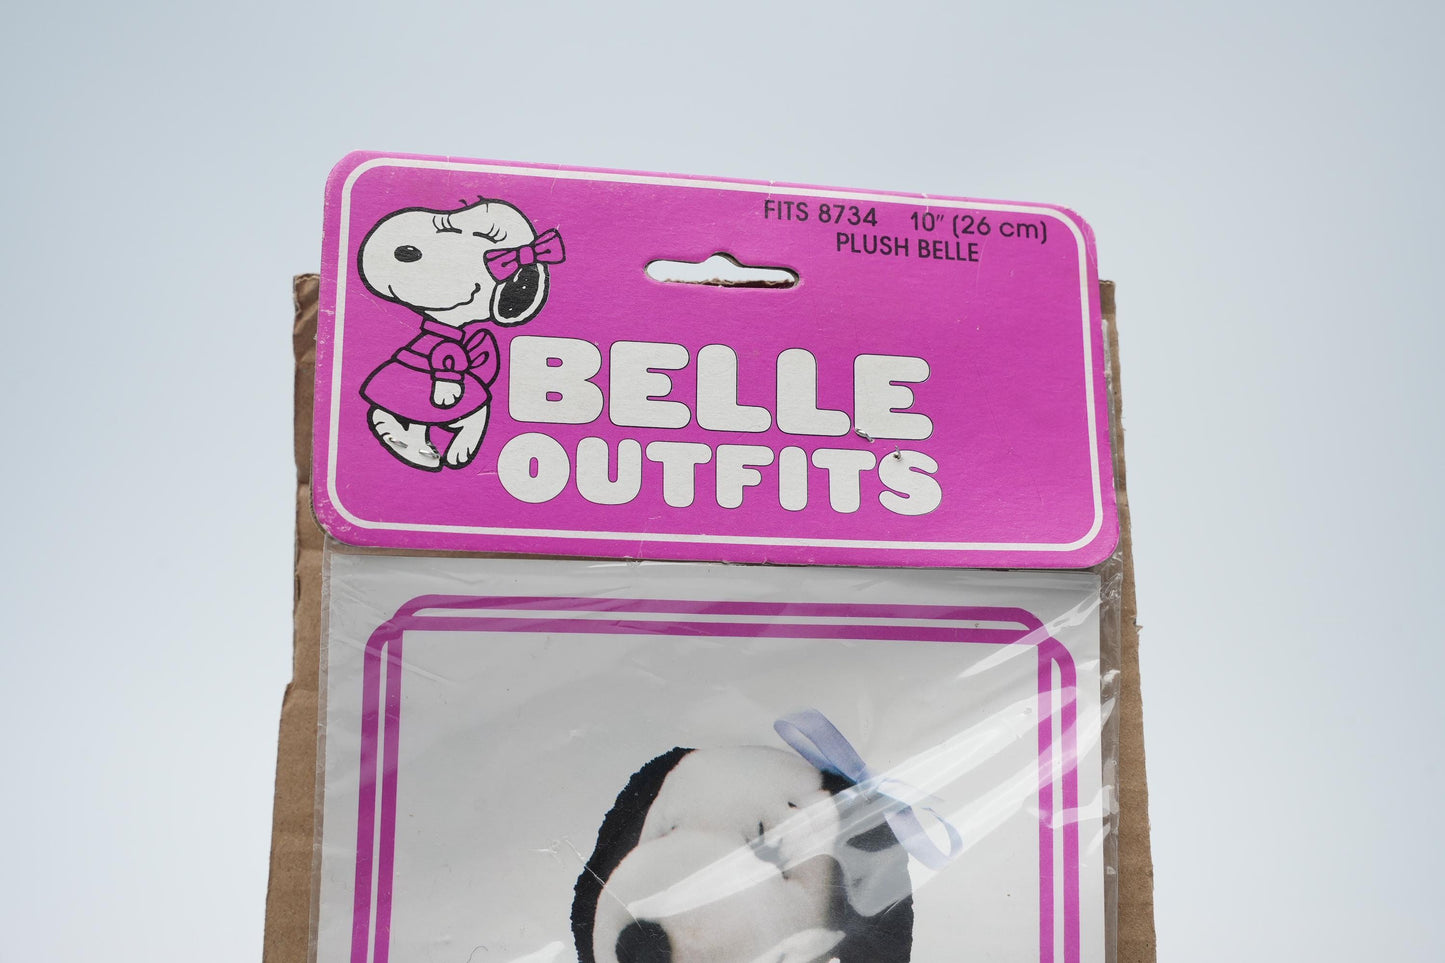 FITS 8734 10" (26 cm)
PLUSH BELLE
BELLE
OUTFITS